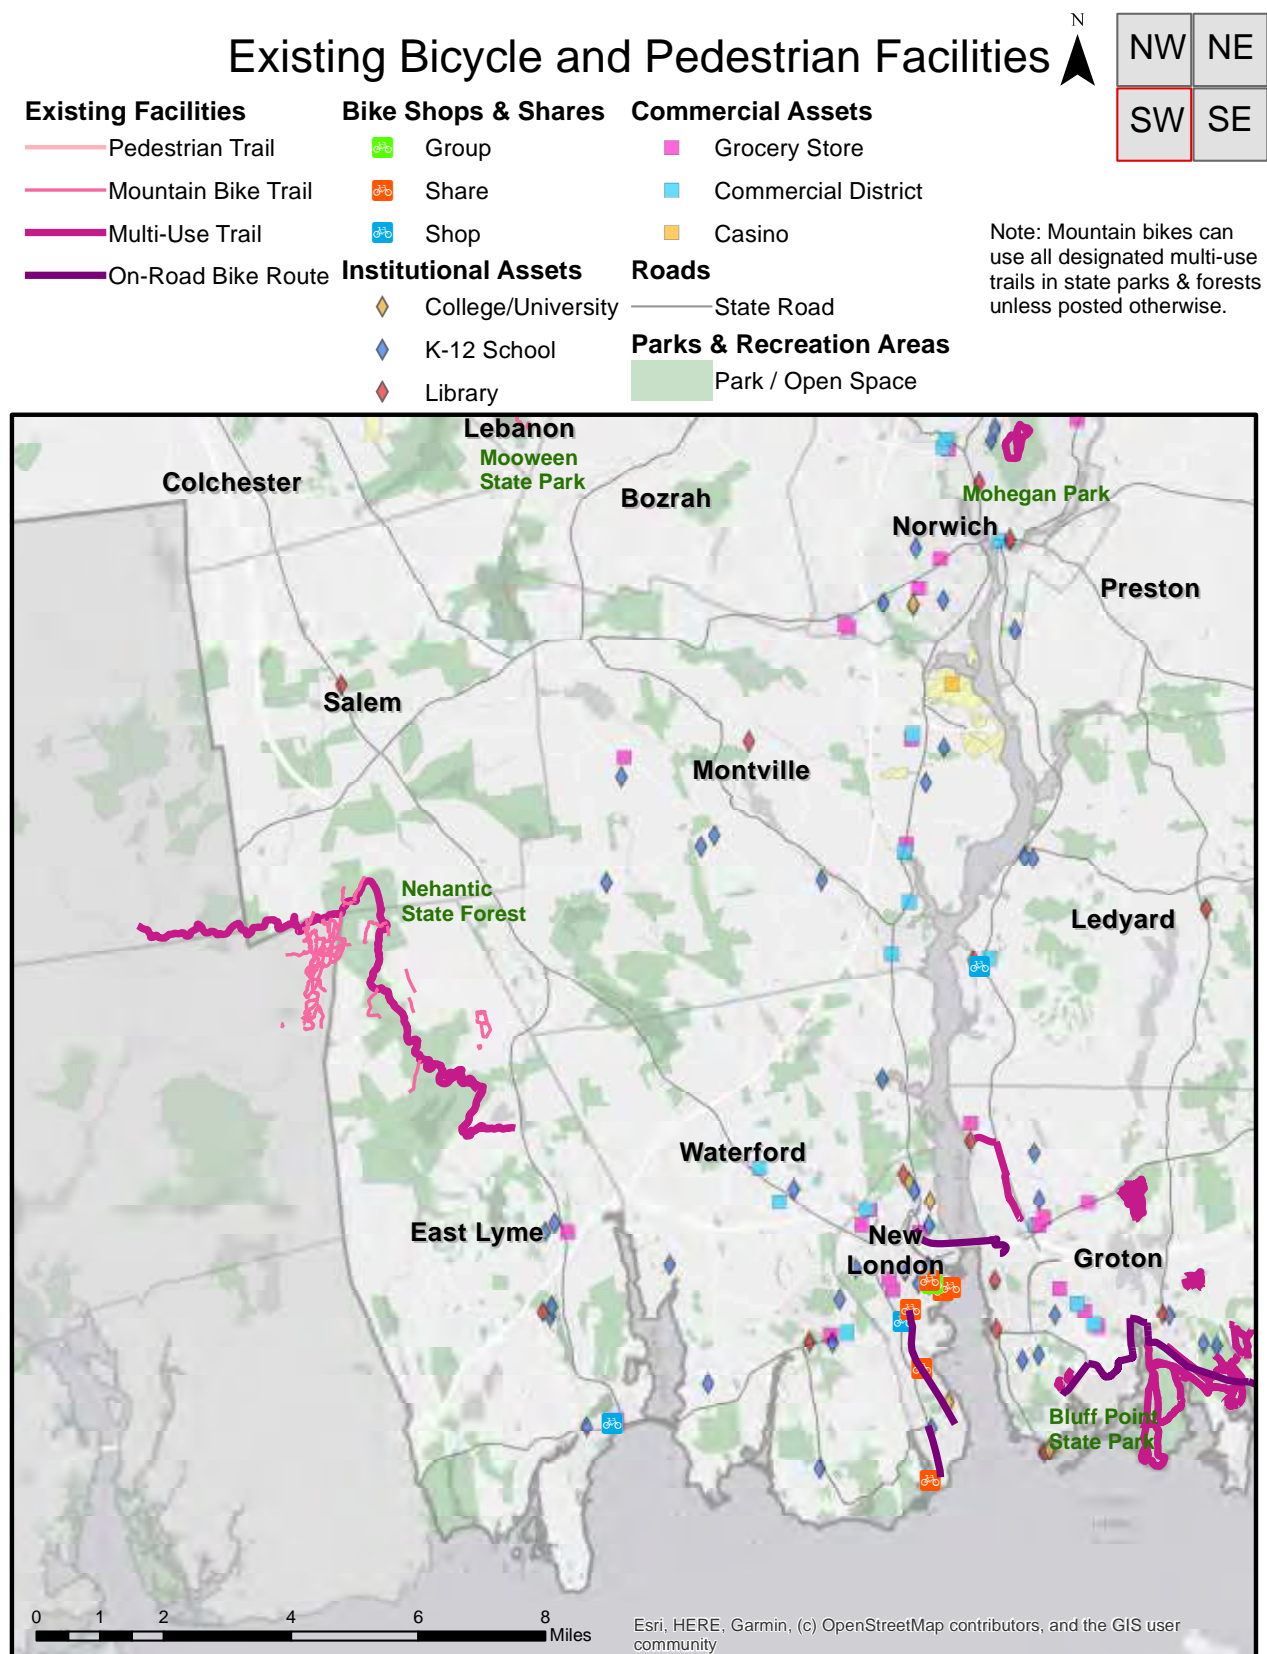 Existing Bicycle and Pedestrian Facilities
N
NW NE
SW SE
Existing Facilities
Pedestrian Trail
Mountain Bike Trail
Multi-Use Trail
On-Road Bike Route
Bike Shops & Shares
Group
Share
Shop
Institutional Assets
College/University
K-12 School
Library
Commercial Assets
Grocery Store
Commercial District
Casino
Roads
State Road
Parks & Recreation Areas
Park / Open Space
Note: Mountain bikes can
use all designated multi-use
trails in state parks & forests
unless posted otherwise.
Lebanon
Mooween
State Park
Colchester
Bozrah
Mohegan Park
Norwich
Preston
Salem
Montville
Nehantic
State Forest
Ledyard
Waterford
East Lyme
New
London
Groton
Bluff Point
State Park
0 1 2 4 6 8
Miles
Esri, HERE, Garmin, (c) OpenStreetMap contributors, and the GIS user
community